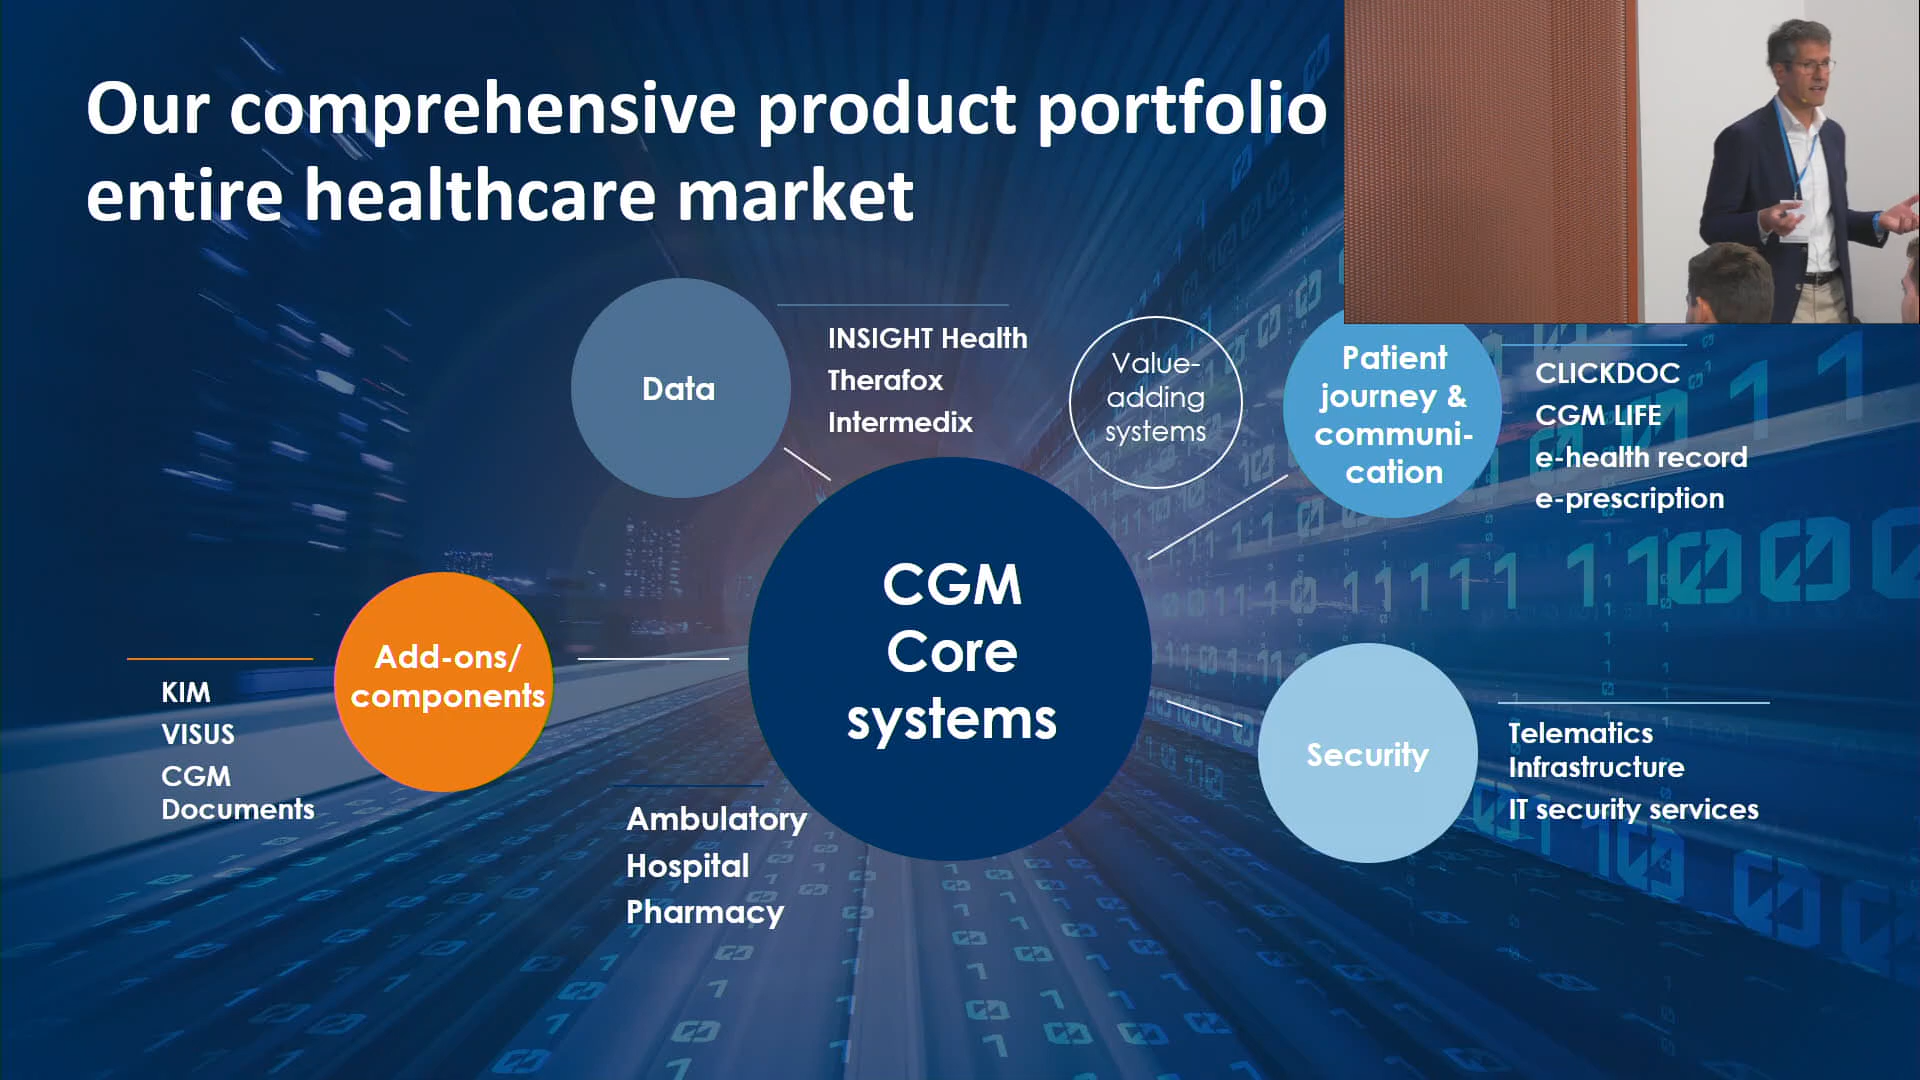 Our comprehensive product portfolio
entire healthcare market
Data
INSIGHT Health
Therafox
Intermedix
Value-
adding
systems
Patient
journey &
communi-
cation
CLICKDOC
CGM LIFE
e-health record
e-prescription
CGM
Core
systems
Add-ons/
components
KIM
VISUS
CGM
Documents
Ambulatory
Hospital
Pharmacy
Security
Telematics
Infrastructure
IT security services